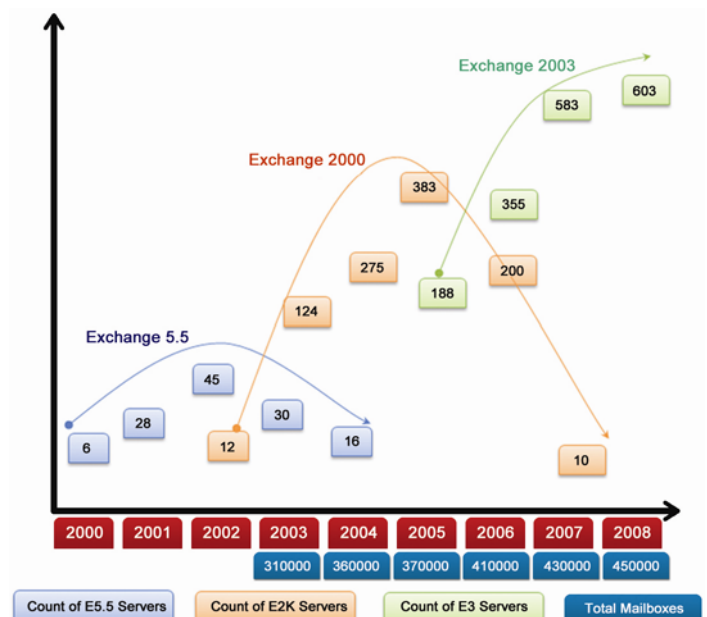 Exchange 2003
603
583
Exchange 2000
383
355
275
200
188
124
Exchange 5.5
45
30
28
16
6
12
10
2000 2001 2002 2003 2004 2005 2006 2007 2008
310000 360000 370000 410000 430000 450000
Count of E5.5 Servers Count of E2K Servers Count of E3 Servers Total Mailboxes